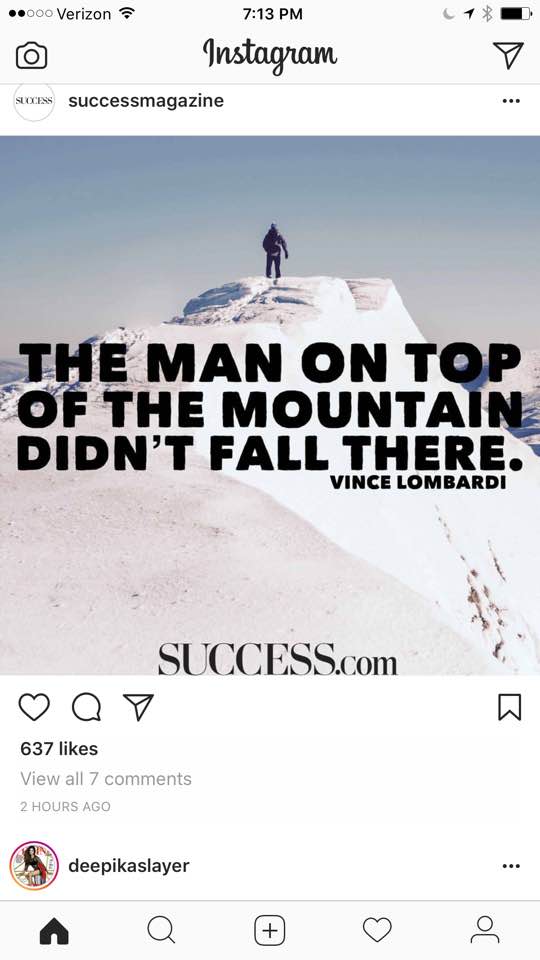 Verizon 7:13 PM
Instagram
SUCCESS successmagazine
THE MAN ON TOP
OF THE MOUNTAIN
DIDN'T FALL THERE.
VINCE LOMBARDI
SUCCESS.com
637 likes
View all 7 comments
2 HOURS AGO
deepikaslayer